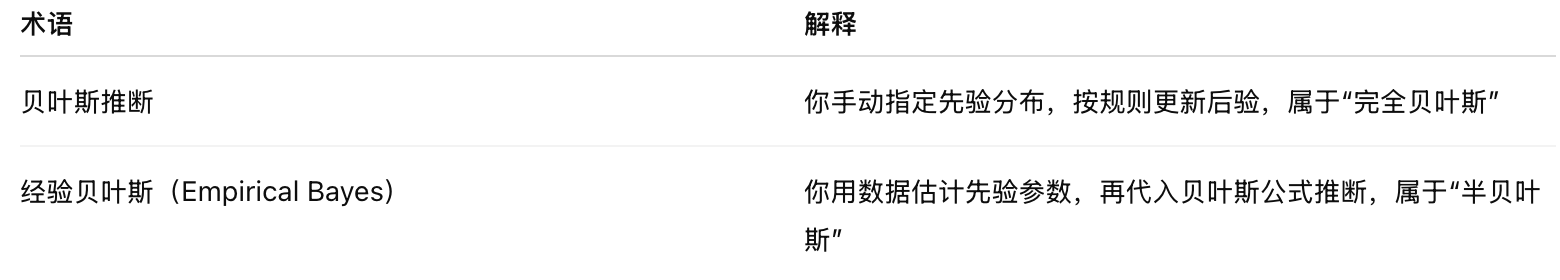 术语 解释
贝叶斯推断 你手动指定先验分布，按规则更新后验，属于“完全贝叶斯”
经验贝叶斯（Empirical Bayes） 你用数据估计先验参数，再代入贝叶斯公式推断，属于“半贝叶
斯”